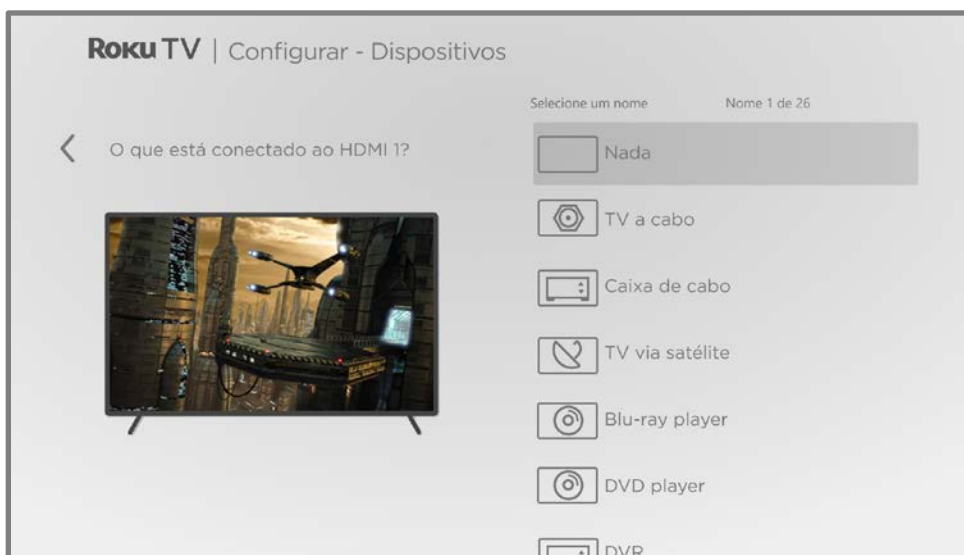 Roku TV | Configurar - Dispositivos
Selecione um nome Nome 1 de 26
O que está conectado ao HDMI 1?
Nada
TV a cabo
Caixa de cabo
TV via satélite
Blu-ray player
DVD player
DVR